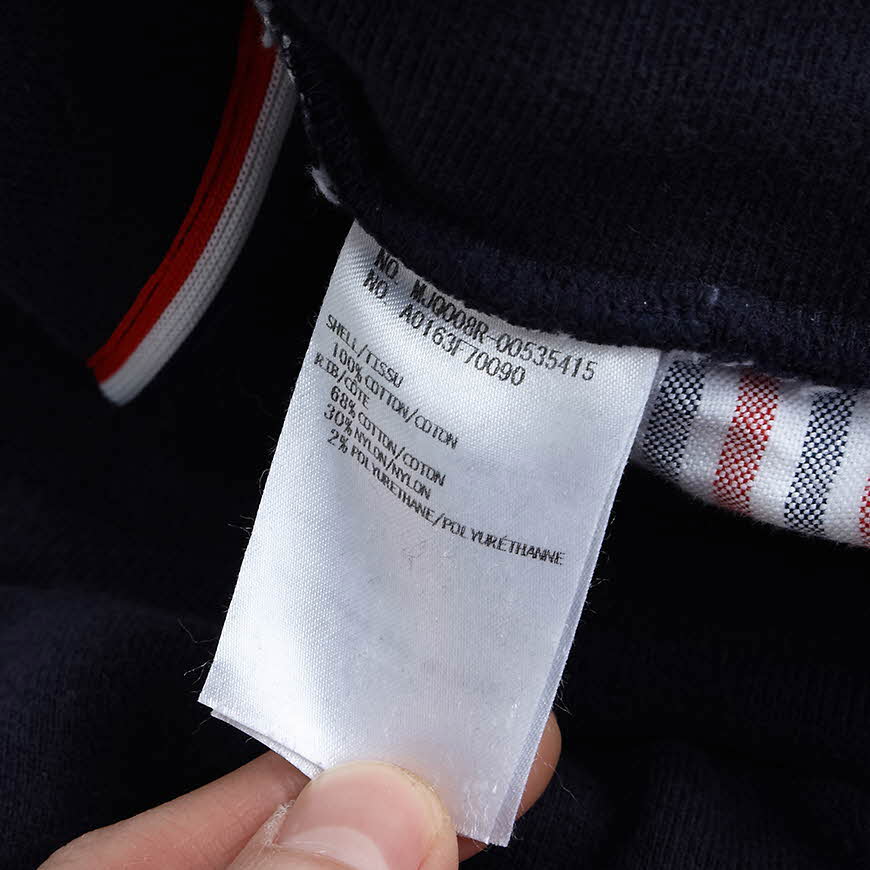 NO. MJQ008R-00535415
NO. A0163F70090
SHELL/TISSU
100% COTTON/COTON
RIB/CÔTE
68% COTTON/COTON
30% NYLON/NYLON
2% POLYURETHANE/POLYURÉTHANNE